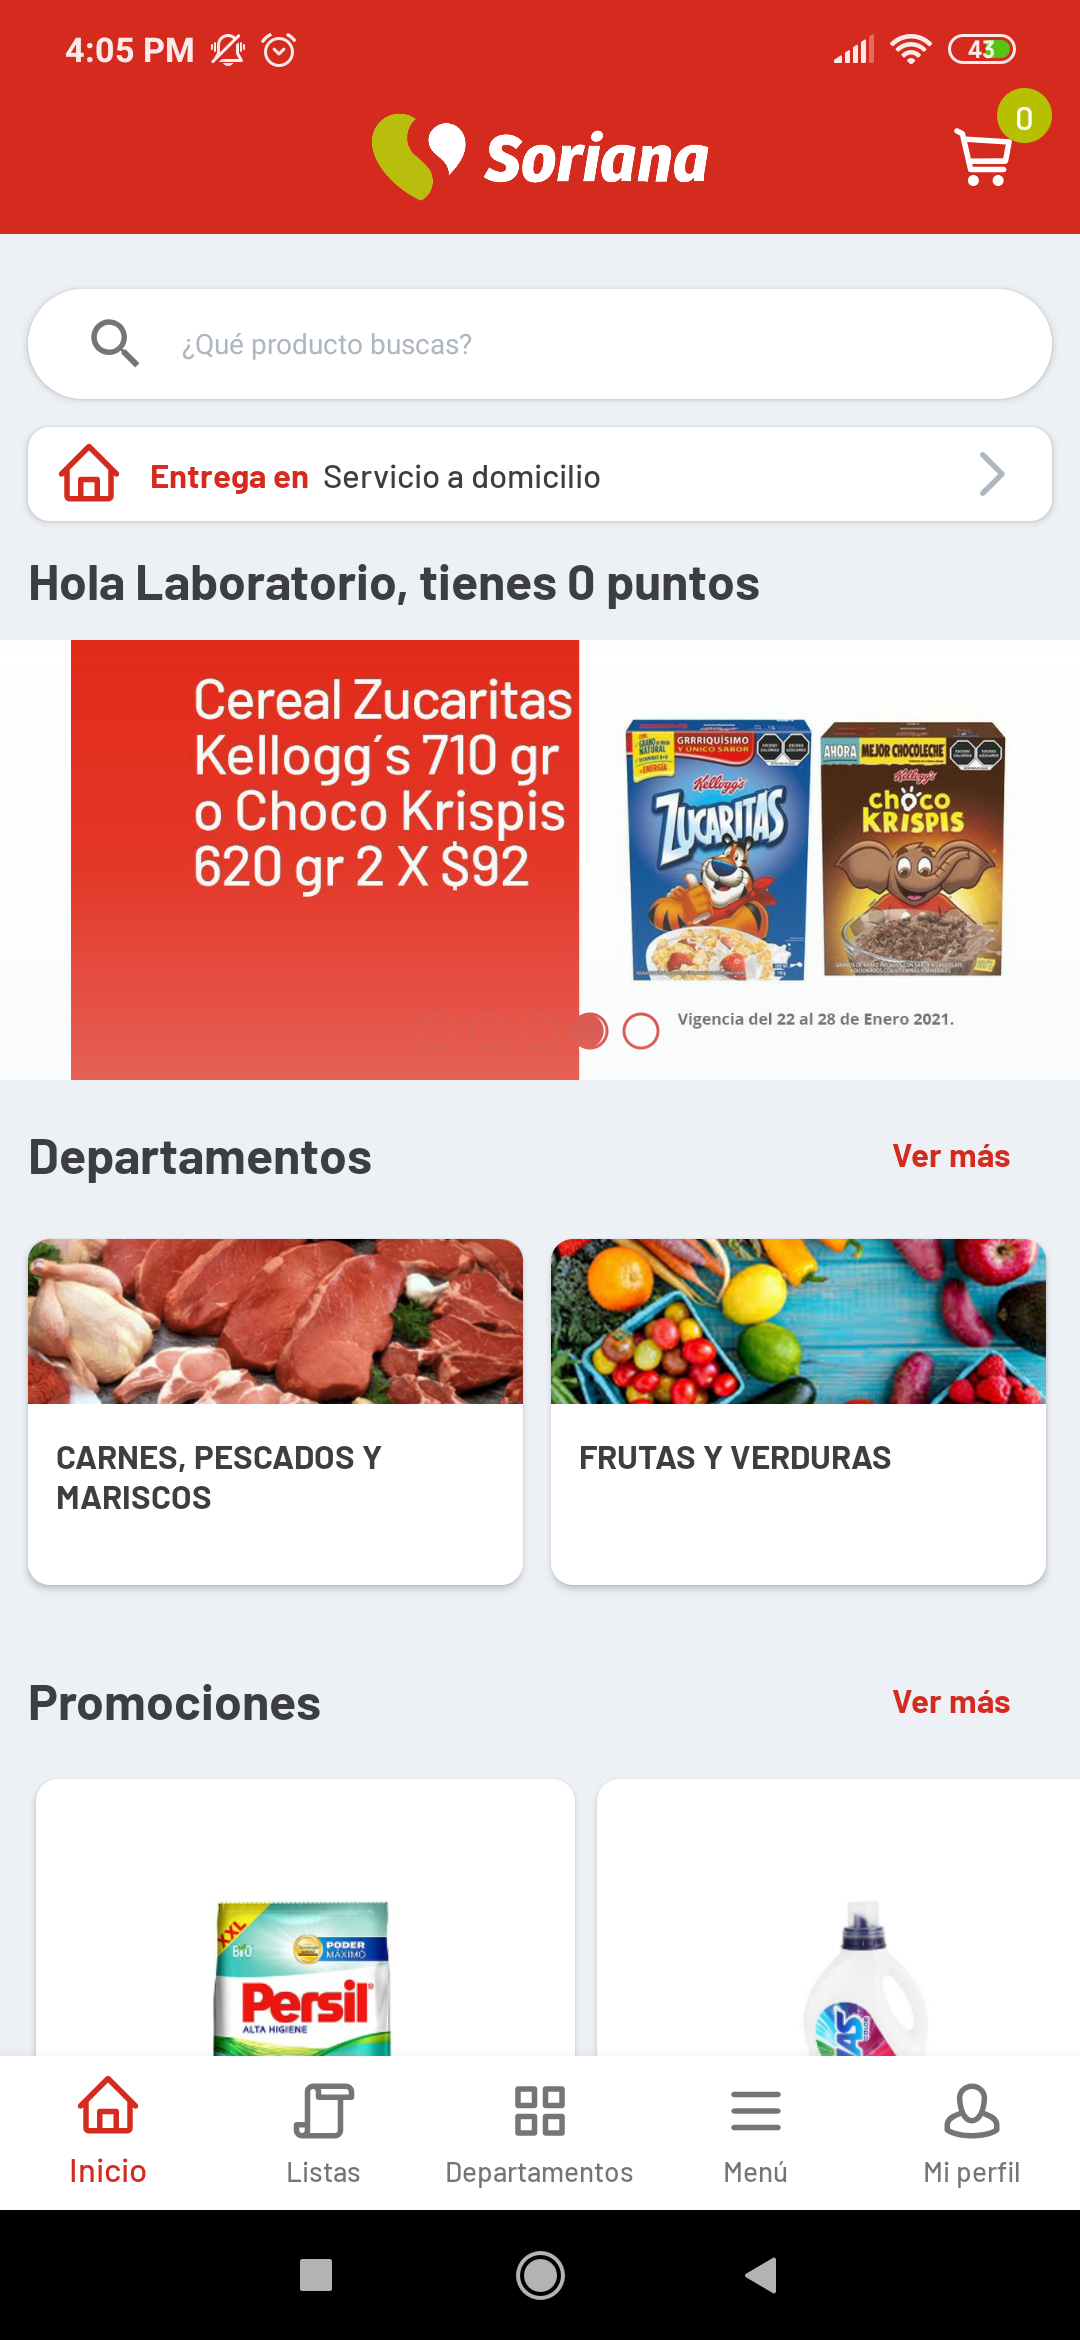 4:05 PM
43
0
Soriana
¿Qué producto buscas?
Entrega en Servicio a domicilio
Hola Laboratorio, tienes 0 puntos
Cereal Zucaritas
Kellogg´s 710 gr
o Choco Krispis
620 gr 2 X $92
GRRRIQUÍSIMO
Y ÚNICO SABOR
Kellogg's
ZUCARITAS
AHORA MEJOR CHOCOLECHE
Kellogg's
CHOCO
KRISPIS
Vigencia del 22 al 28 de Enero 2021.
Departamentos
Ver más
CARNES, PESCADOS Y
MARISCOS
FRUTAS Y VERDURAS
Promociones
Ver más
XXL
BIO
PODER
MÁXIMO
Persil
ALTA HIGIENE
Inicio
Listas
Departamentos
Menú
Mi perfil